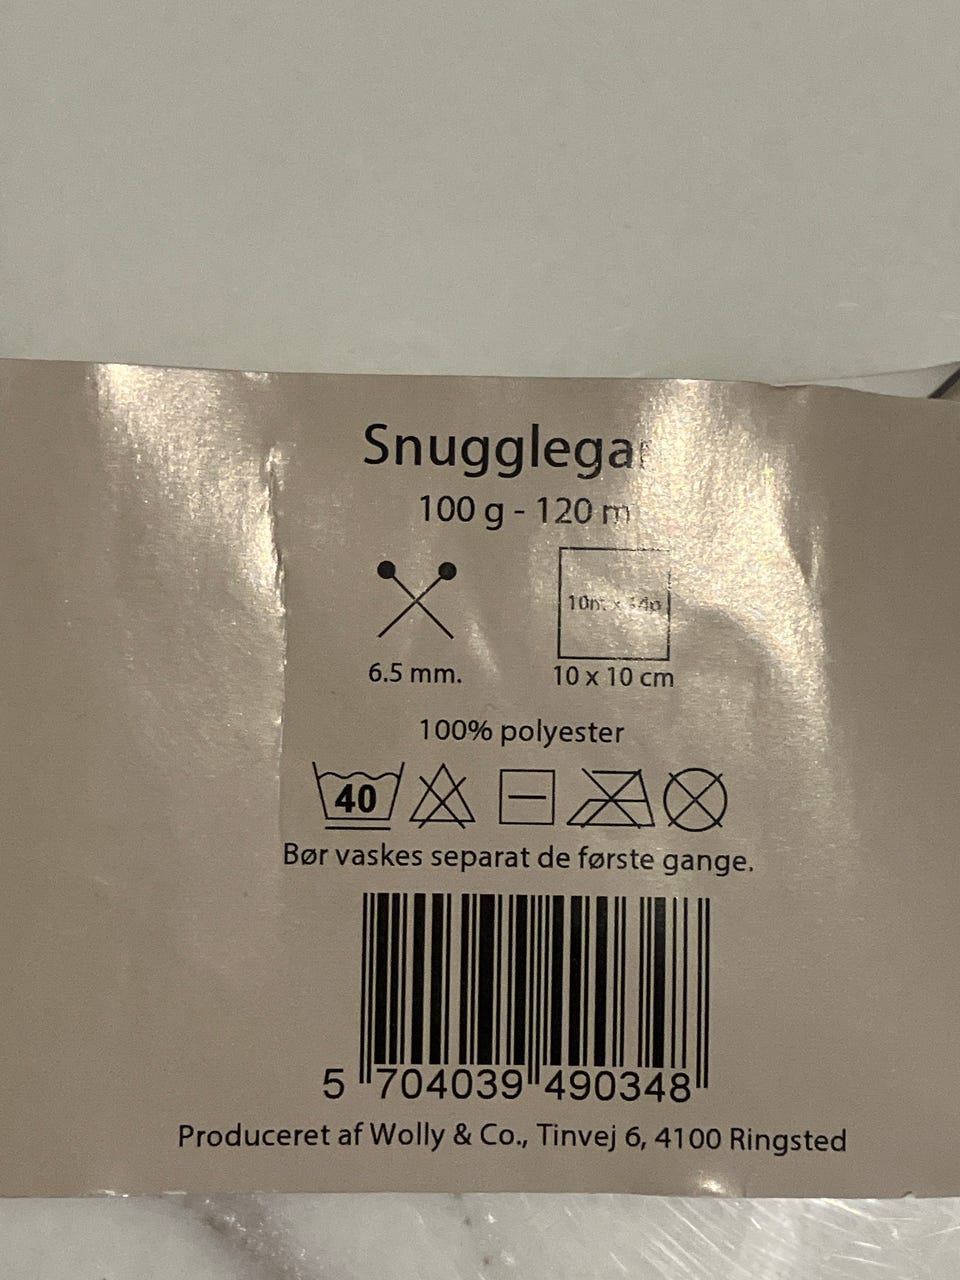 Snugglegar
100 g - 120 m
6.5 mm.
10 x 10 cm
100% polyester
40
Bør vaskes separat de første gange.
5 704039 490348
Produceret af Wolly & Co., Tinvej 6, 4100 Ringsted